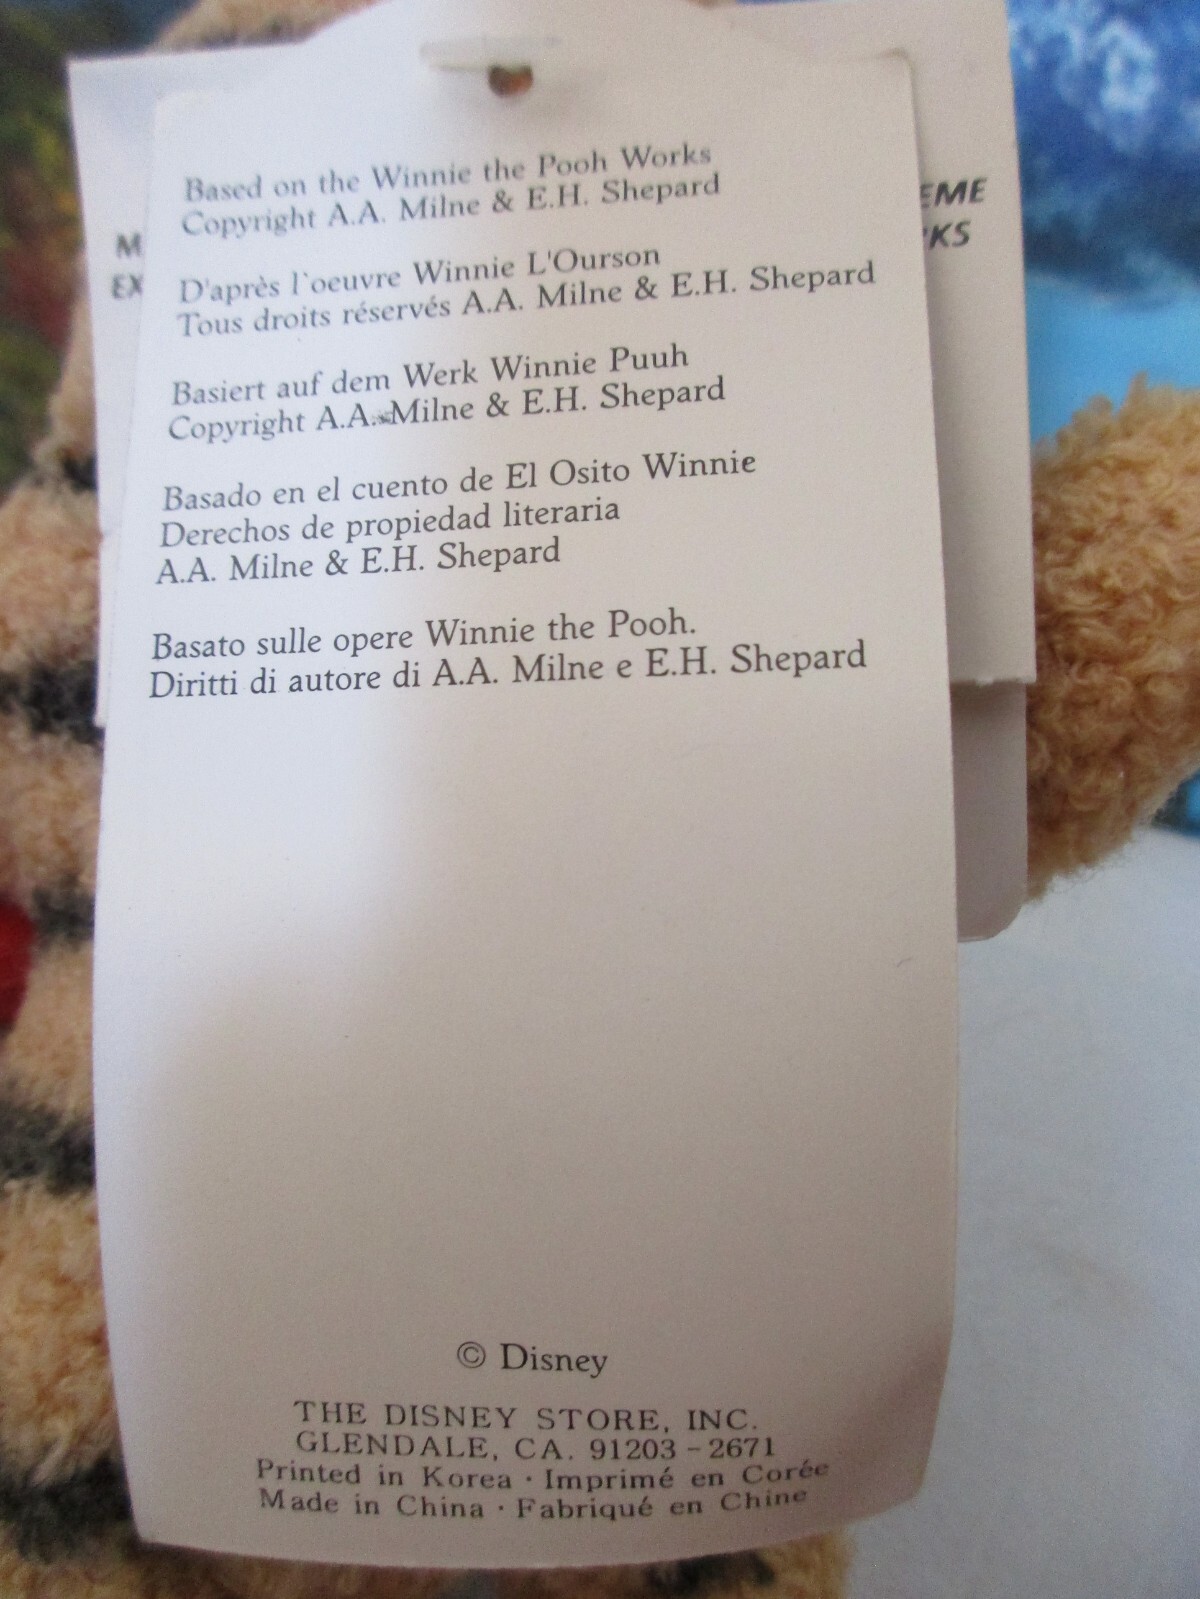 Based on the Winnie the Pooh Works
Copyright A.A. Milne & E.H. Shepard
D'après l'oeuvre Winnie L'Ourson
Tous droits réservés A.A. Milne & E.H. Shepard
Basiert auf dem Werk Winnie Puuh
Copyright A.A. Milne & E.H. Shepard
Basado en el cuento de El Osito Winnie
Derechos de propiedad literaria
A.A. Milne & E.H. Shepard
Basato sulle opere Winnie the Pooh.
Diritti di autore di A.A. Milne e E.H. Shepard
© Disney
THE DISNEY STORE, INC.
GLENDALE, CA. 91203 - 2671
Printed in Korea · Imprimé en Corée
Made in China · Fabriqué en Chine